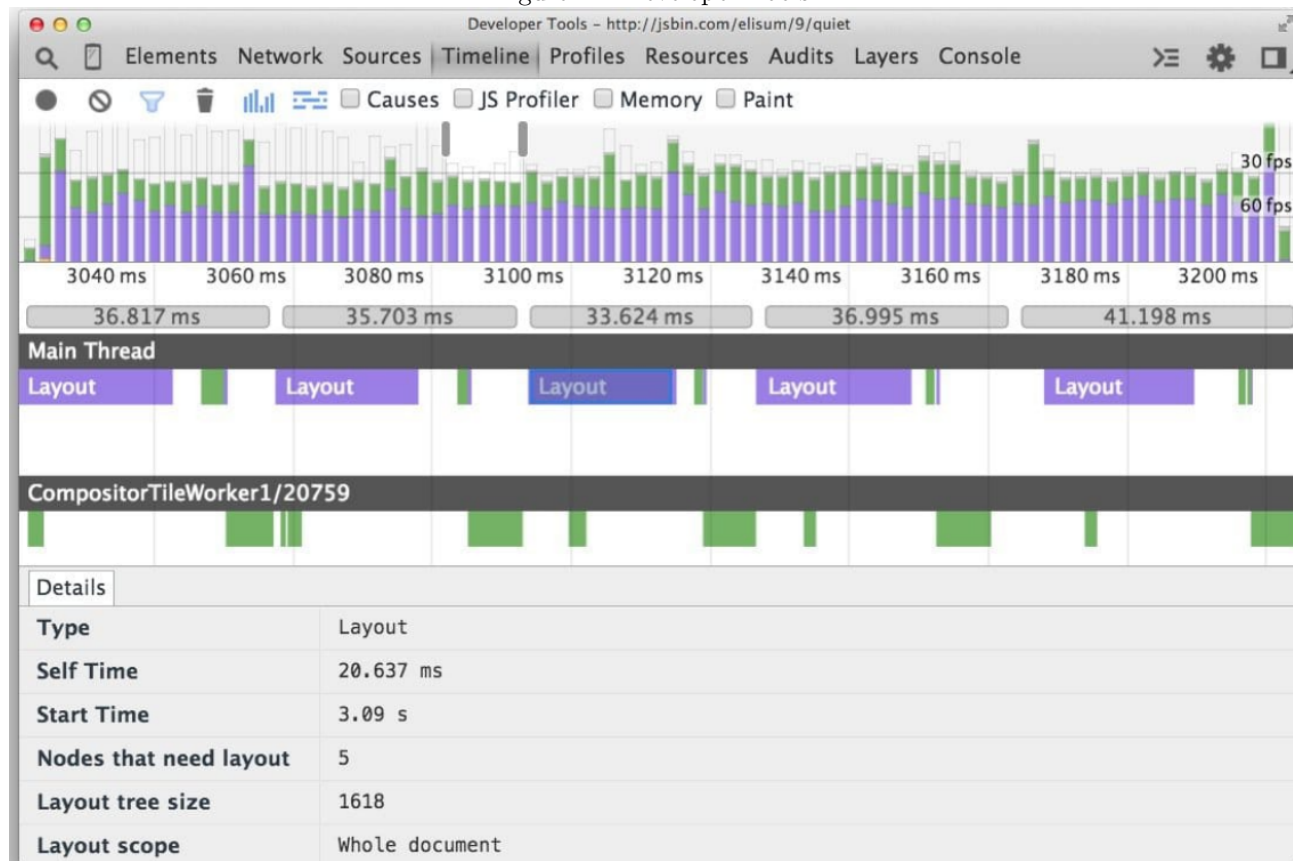 Developer Tools - http://jsbin.com/elisum/9/quiet
Elements Network Sources Timeline Profiles Resources Audits Layers Console
Causes JS Profiler Memory Paint
30 fps
60 fps
3040 ms 3060 ms 3080 ms 3100 ms 3120 ms 3140 ms 3160 ms 3180 ms 3200 ms
36.817 ms 35.703 ms 33.624 ms 36.995 ms 41.198 ms
Main Thread
Layout Layout Layout Layout Layout
CompositorTileWorker1/20759
Details
Type Layout
Self Time 20.637 ms
Start Time 3.09 s
Nodes that need layout 5
Layout tree size 1618
Layout scope Whole document